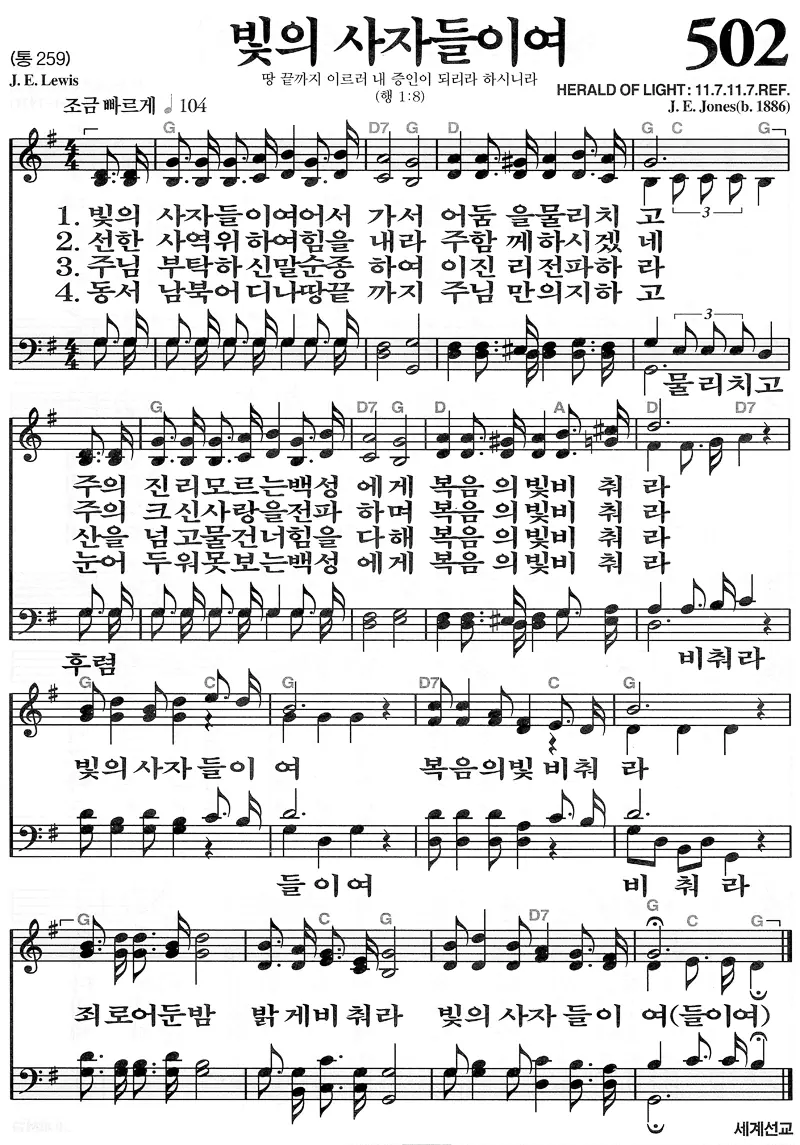 빛의 사자들이여
502
(통 259)
J. E. Lewis
땅 끝까지 이르러 내 증인이 되리라 하시니라
(행 1:8)
HERALD OF LIGHT : 11.7.11.7.REF.
J. E. Jones(b. 1886)
조금 빠르게 ♩ 104
G D7 G D G C G
3
1. 빛의 사자들이여어서 가서 어둠 을물리치 고
2. 선한 사역위하여힘을 내라 주함 께하시겠 네
3. 주님 부탁하신말순종 하여 이진 리전파하 라
4. 동서 남북어디나땅끝 까지 주님 만의지하 고
3
물리치고
G D7 G D A D D7
주의 진리모르는백성 에게 복음 의빛비 춰 라
주의 크신사랑을전파 하며 복음 의빛비 춰 라
산을 넘고물건너힘을 다해 복음 의빛비 춰 라
눈어 두워못보는백성 에게 복음 의빛비 춰 라
후렴
비춰라
G C G D7 C G
빛의사자들이 여 복음의빛비춰 라
들이여 비 춰 라
G C G D7 G C G
죄로어둔밤 밝게비춰라 빛의사자들이 여(들이여)
세계선교